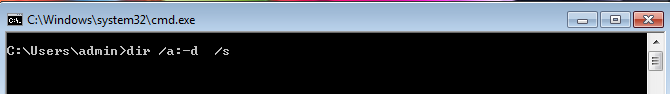 C:\Windows\system32\cmd.exe
C:\Users\admin>dir /a:-d  /s